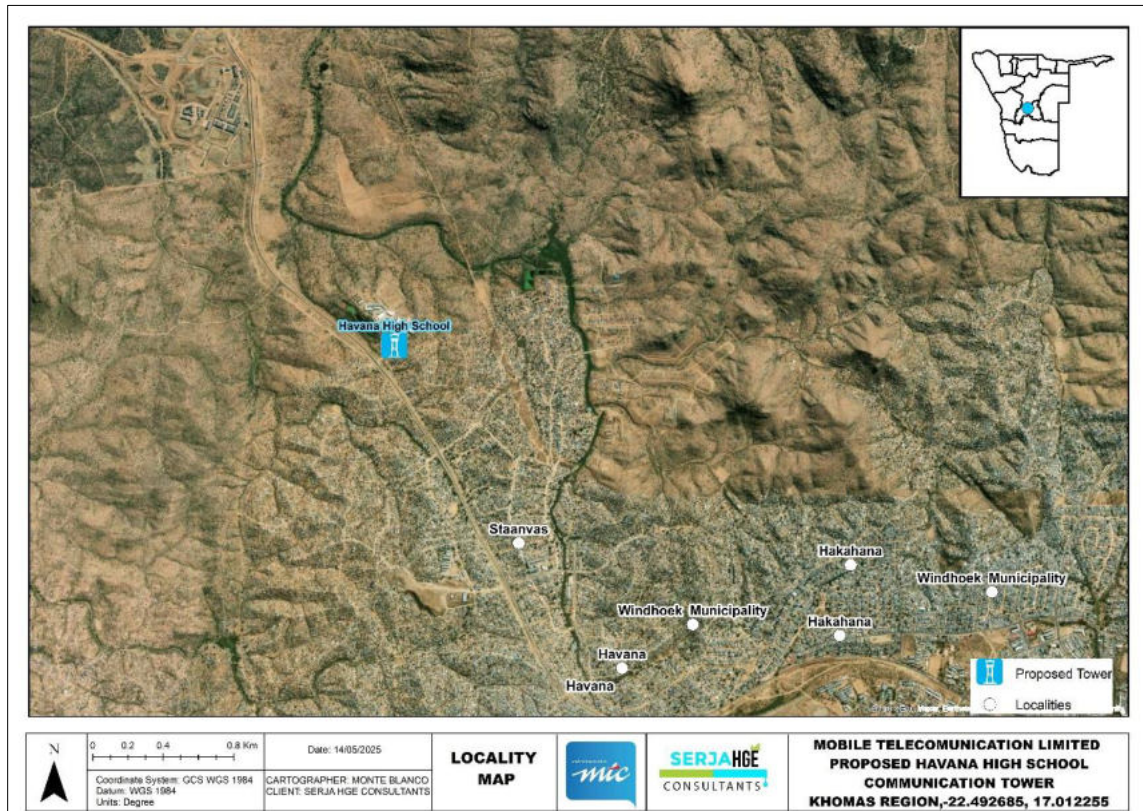 Havana High School
Staanvas
Hakahana
Windhoek Municipality
Windhoek Municipality
Hakahana
Havana
Havana
Proposed Tower
Localities
N
0 0.2 0.4 0.8 Km
Coordinate System: GCS WGS 1984
Datum: WGS 1984
Units: Degree
Date: 14/05/2025
CARTOGRAPHER: MONTE BLANCO
CLIENT: SERJA HGE CONSULTANTS
LOCALITY
MAP
mtc
SERJA HGE
CONSULTANTS
MOBILE TELECOMUNICATION LIMITED
PROPOSED HAVANA HIGH SCHOOL
COMMUNICATION TOWER
KHOMAS REGION,-22.492685, 17.012255